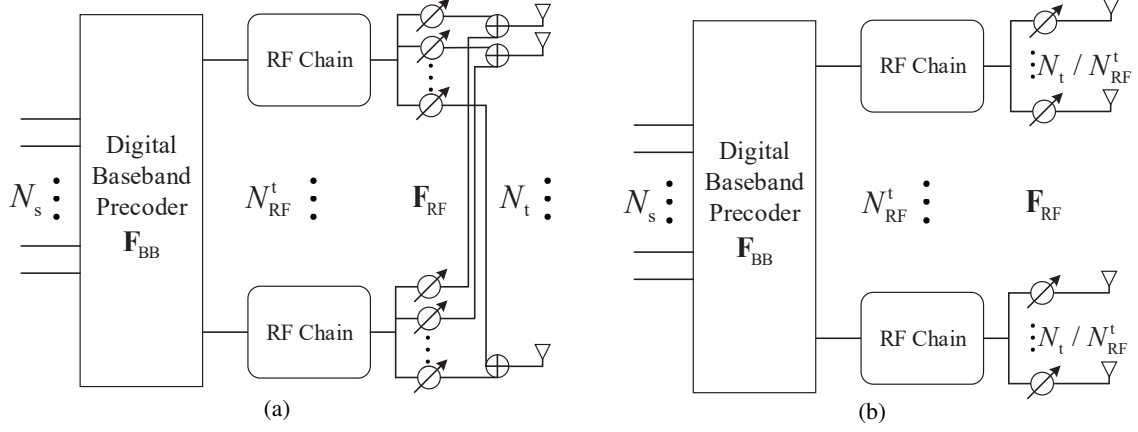 RF Chain
Digital
Baseband
Precoder
F_BB
N_s
N_RF^t
F_RF
N_t
RF Chain
(a)
RF Chain
N_t / N_RF^t
Digital
Baseband
Precoder
F_BB
N_s
N_RF^t
F_RF
RF Chain
N_t / N_RF^t
(b)